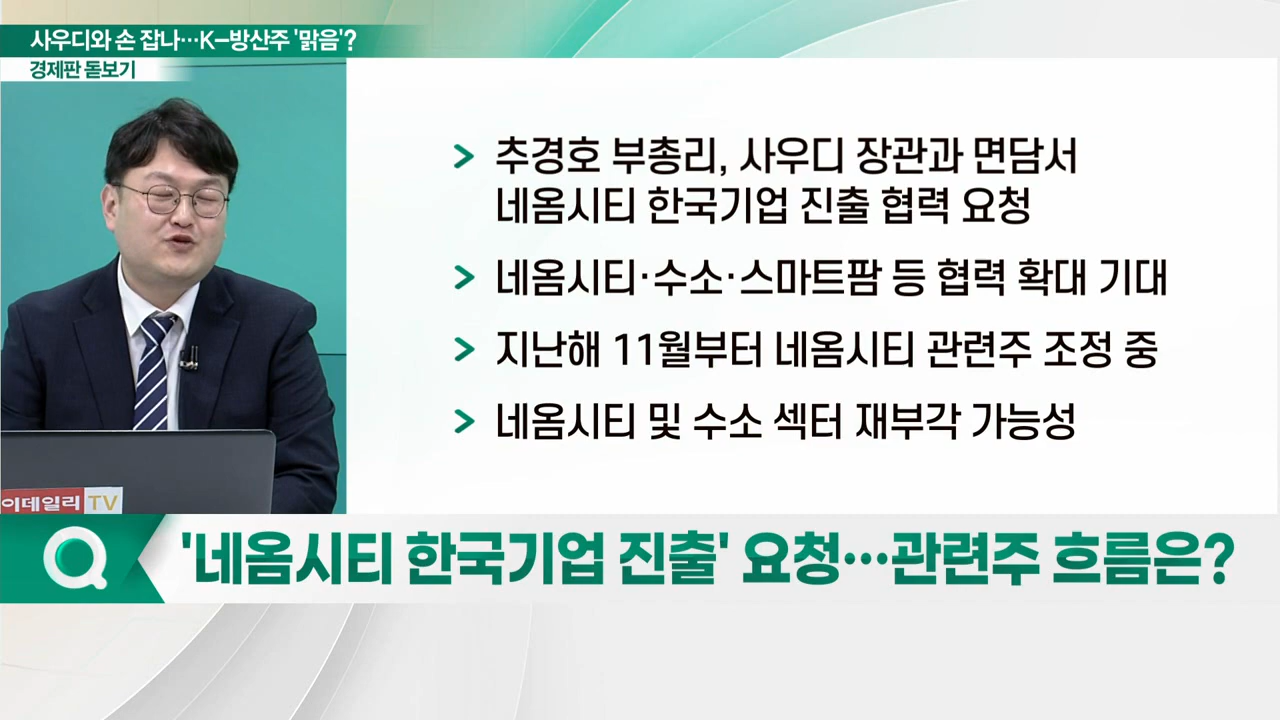 사우디와 손 잡나…K-방산주 '맑음'?
경제판 돋보기
> 추경호 부총리, 사우디 장관과 면담서
네옴시티 한국기업 진출 협력 요청
> 네옴시티·수소·스마트팜 등 협력 확대 기대
> 지난해 11월부터 네옴시티 관련주 조정 중
> 네옴시티 및 수소 섹터 재부각 가능성
이데일리 TV
Q '네옴시티 한국기업 진출' 요청…관련주 흐름은?